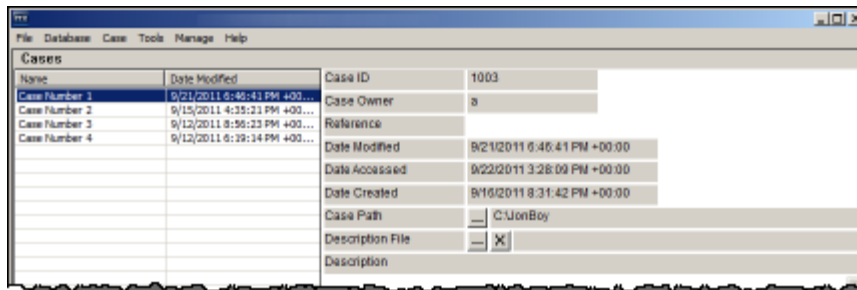 File Database Case Tools Manage Help
Cases
Name Date Modified
Case Number 1 9/21/2011 6:46:41 PM +00...
Case Number 2 9/15/2011 4:35:21 PM +00...
Case Number 3 9/12/2011 8:56:23 PM +00...
Case Number 4 9/12/2011 6:19:14 PM +00...
Case ID 1003
Case Owner a
Reference
Date Modified 9/21/2011 6:46:41 PM +00:00
Date Accessed 9/22/2011 3:28:09 PM +00:00
Date Created 9/16/2011 8:31:42 PM +00:00
Case Path ... C:\JonBoy
Description File ... X
Description